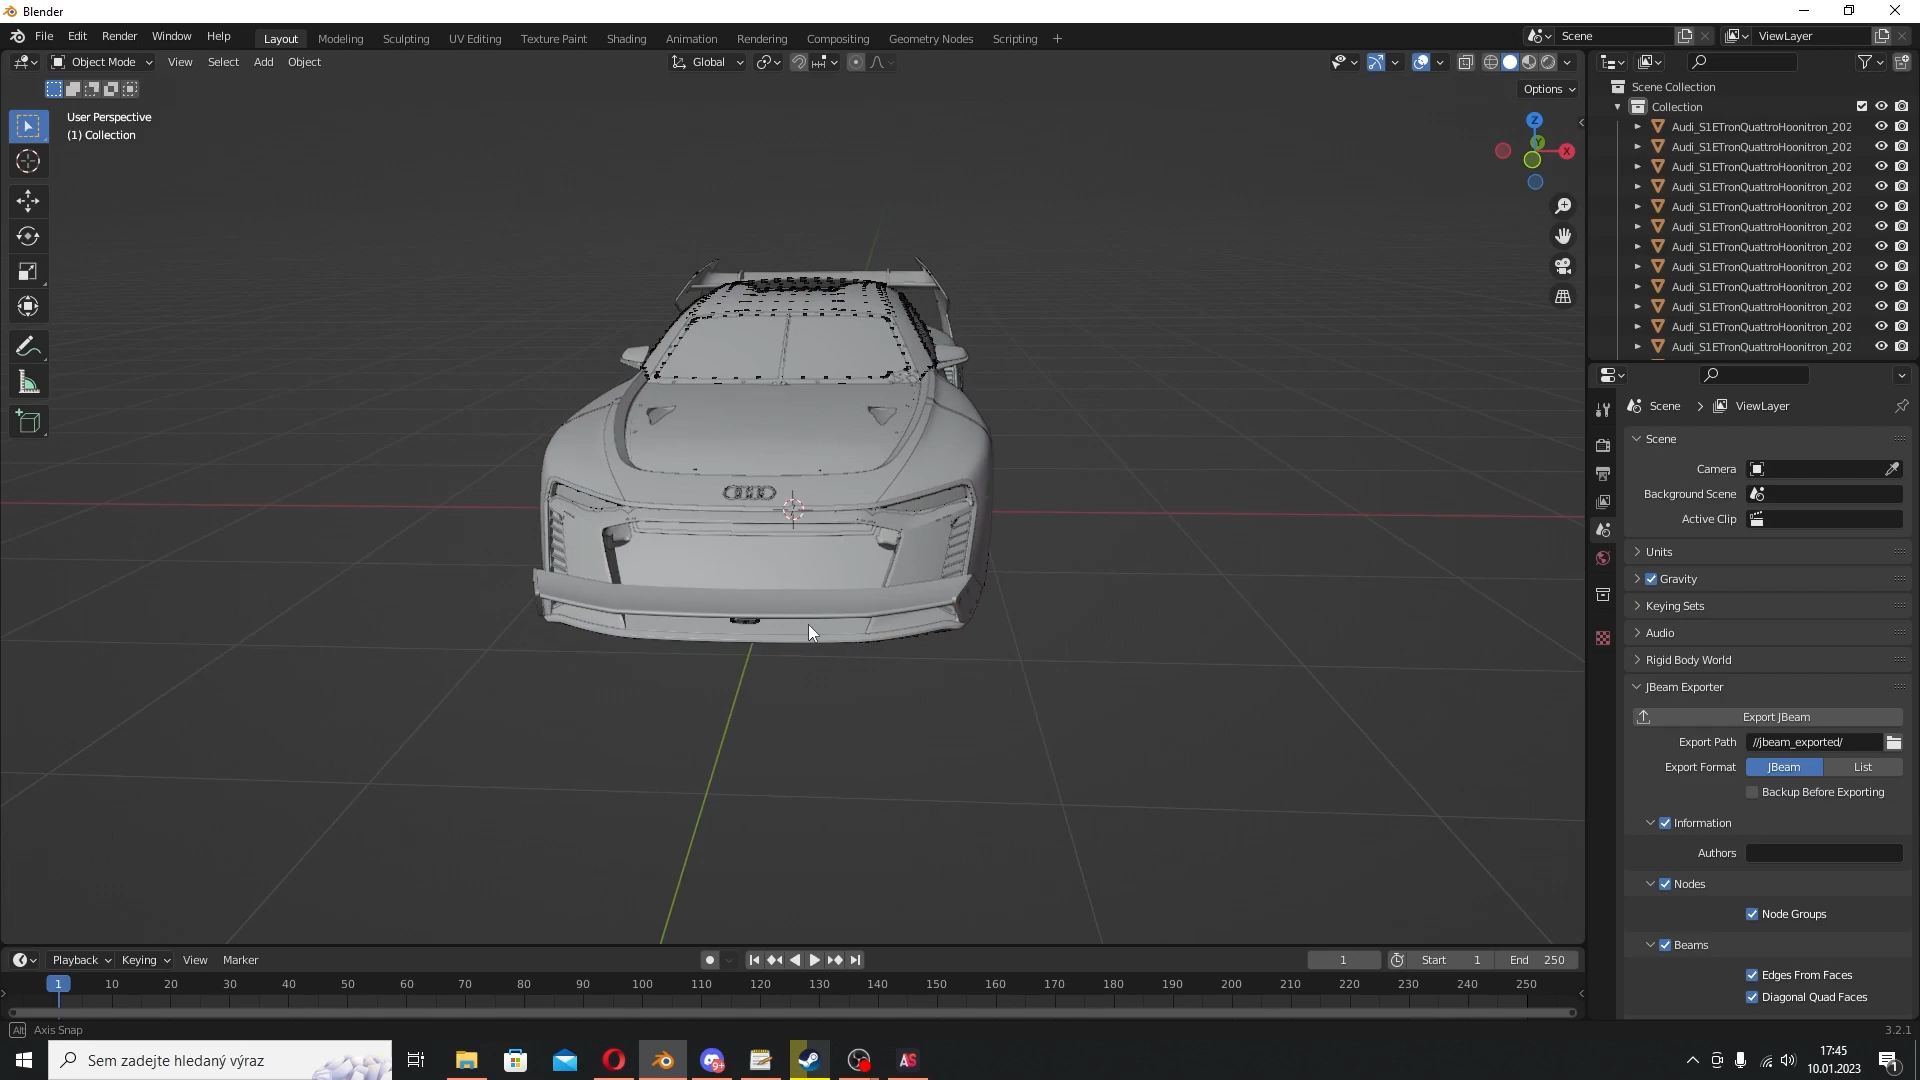 Blender
File Edit Render Window Help
Layout Modeling Sculpting UV Editing Texture Paint Shading Animation Rendering Compositing Geometry Nodes Scripting +
Scene
ViewLayer
Object Mode View Select Add Object
Global
Options
User Perspective
(1) Collection
Z
Y
X
Scene Collection
Collection
Audi_S1ETronQuattroHoonitron_202
Audi_S1ETronQuattroHoonitron_202
Audi_S1ETronQuattroHoonitron_202
Audi_S1ETronQuattroHoonitron_202
Audi_S1ETronQuattroHoonitron_202
Audi_S1ETronQuattroHoonitron_202
Audi_S1ETronQuattroHoonitron_202
Audi_S1ETronQuattroHoonitron_202
Audi_S1ETronQuattroHoonitron_202
Audi_S1ETronQuattroHoonitron_202
Audi_S1ETronQuattroHoonitron_202
Audi_S1ETronQuattroHoonitron_202
Scene > ViewLayer
Scene
Camera
Background Scene
Active Clip
Units
Gravity
Keying Sets
Audio
Rigid Body World
JBeam Exporter
Export JBeam
Export Path //jbeam_exported/
Export Format JBeam List
Backup Before Exporting
Information
Authors
Nodes
Node Groups
Beams
Edges From Faces
Diagonal Quad Faces
Playback Keying View Marker
1 Start 1 End 250
1 10 20 30 40 50 60 70 80 90 100 110 120 130 140 150 160 170 180 190 200 210 220 230 240 250
Alt Axis Snap
3.2.1
Sem zadejte hledaný výraz
9+
AS
17:45
10.01.2023
1